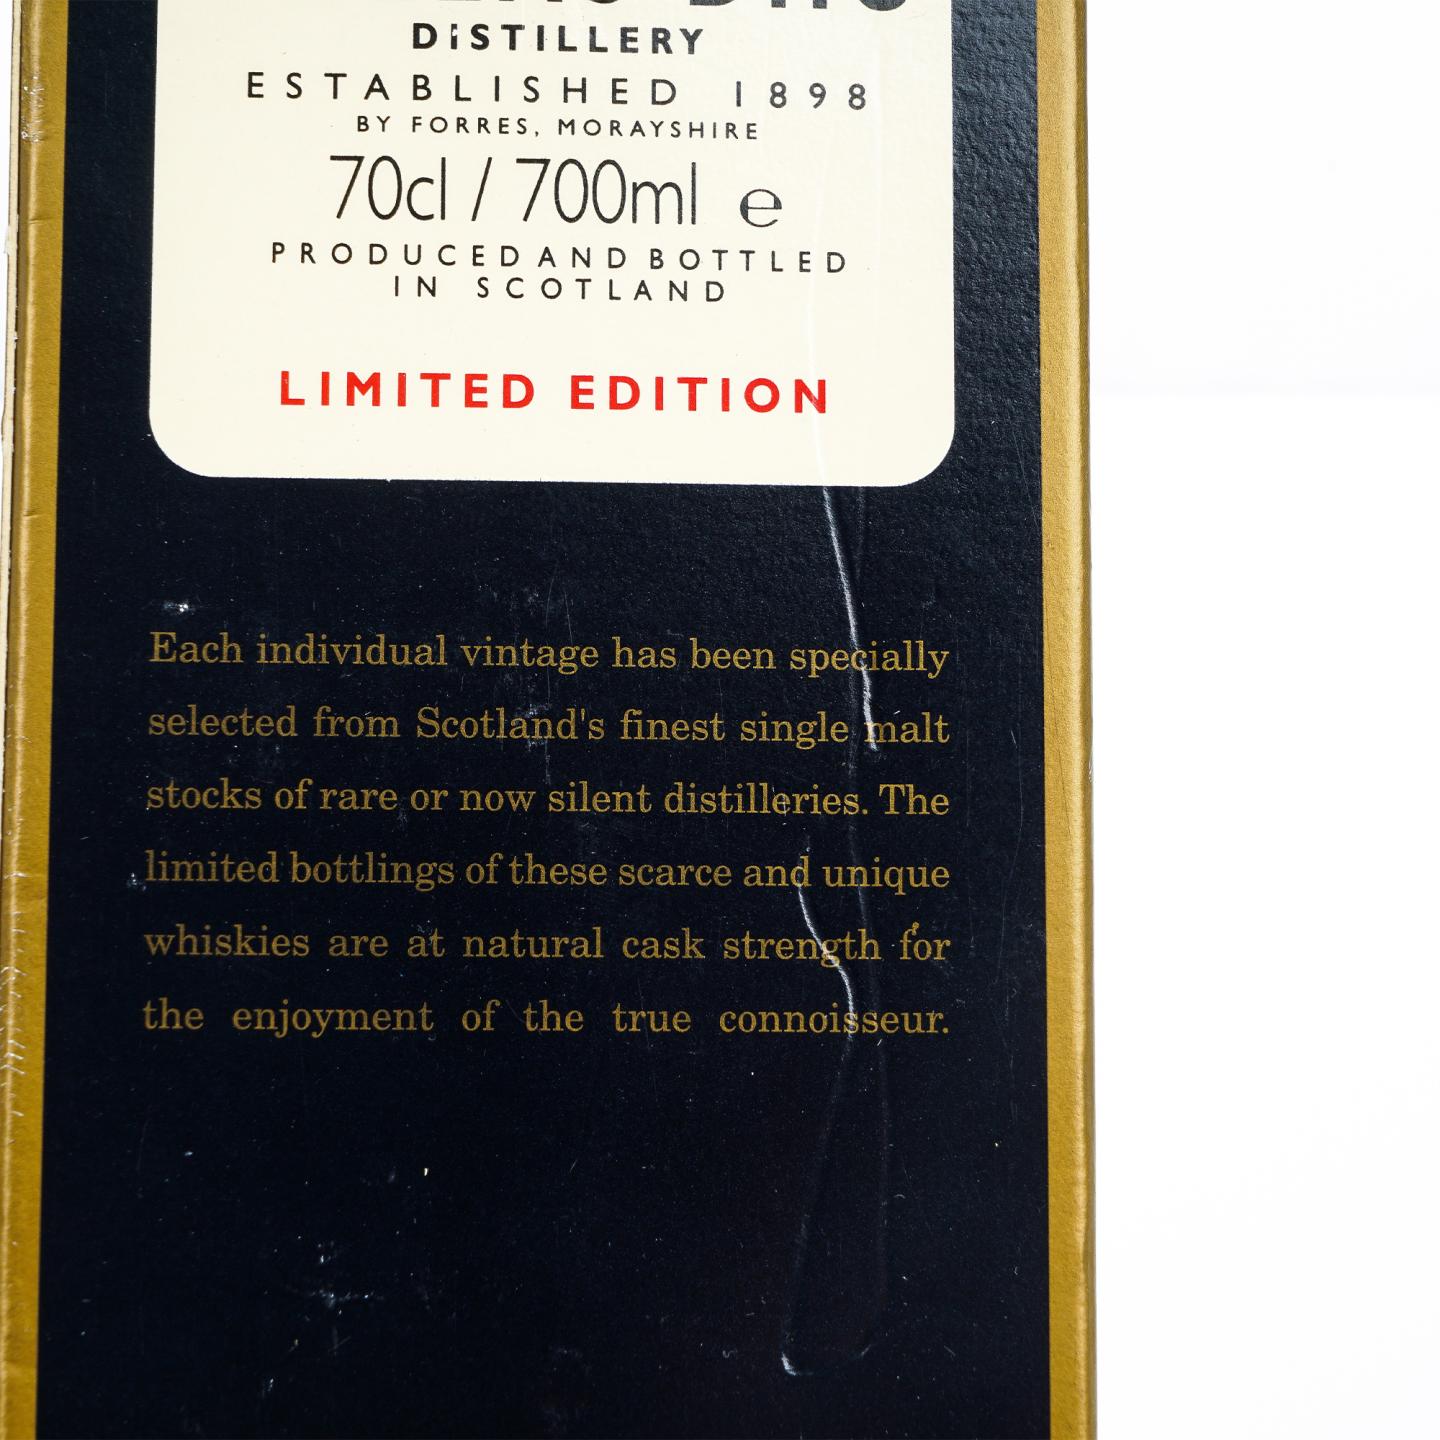 DISTILLERY
ESTABLISHED 1898
BY FORRES, MORAYSHIRE
70cl / 700ml e
PRODUCED AND BOTTLED
IN SCOTLAND
LIMITED EDITION
Each individual vintage has been specially
selected from Scotland's finest single malt
stocks of rare or now silent distilleries. The
limited bottlings of these scarce and unique
whiskies are at natural cask strength for
the enjoyment of the true connoisseur.